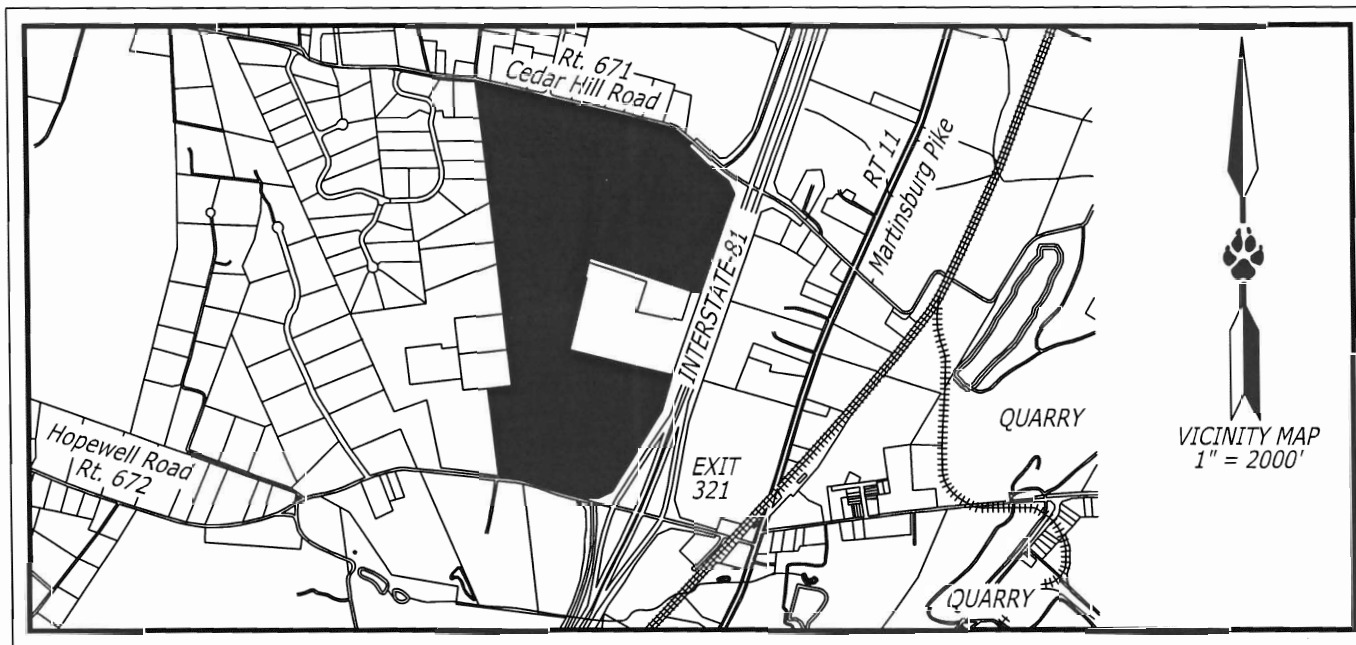 Rt. 671
Cedar Hill Road
RT 11
Martinsburg Pike
INTERSTATE-81
Hopewell Road
Rt. 672
EXIT
321
QUARRY
QUARRY
VICINITY MAP
1" = 2000'